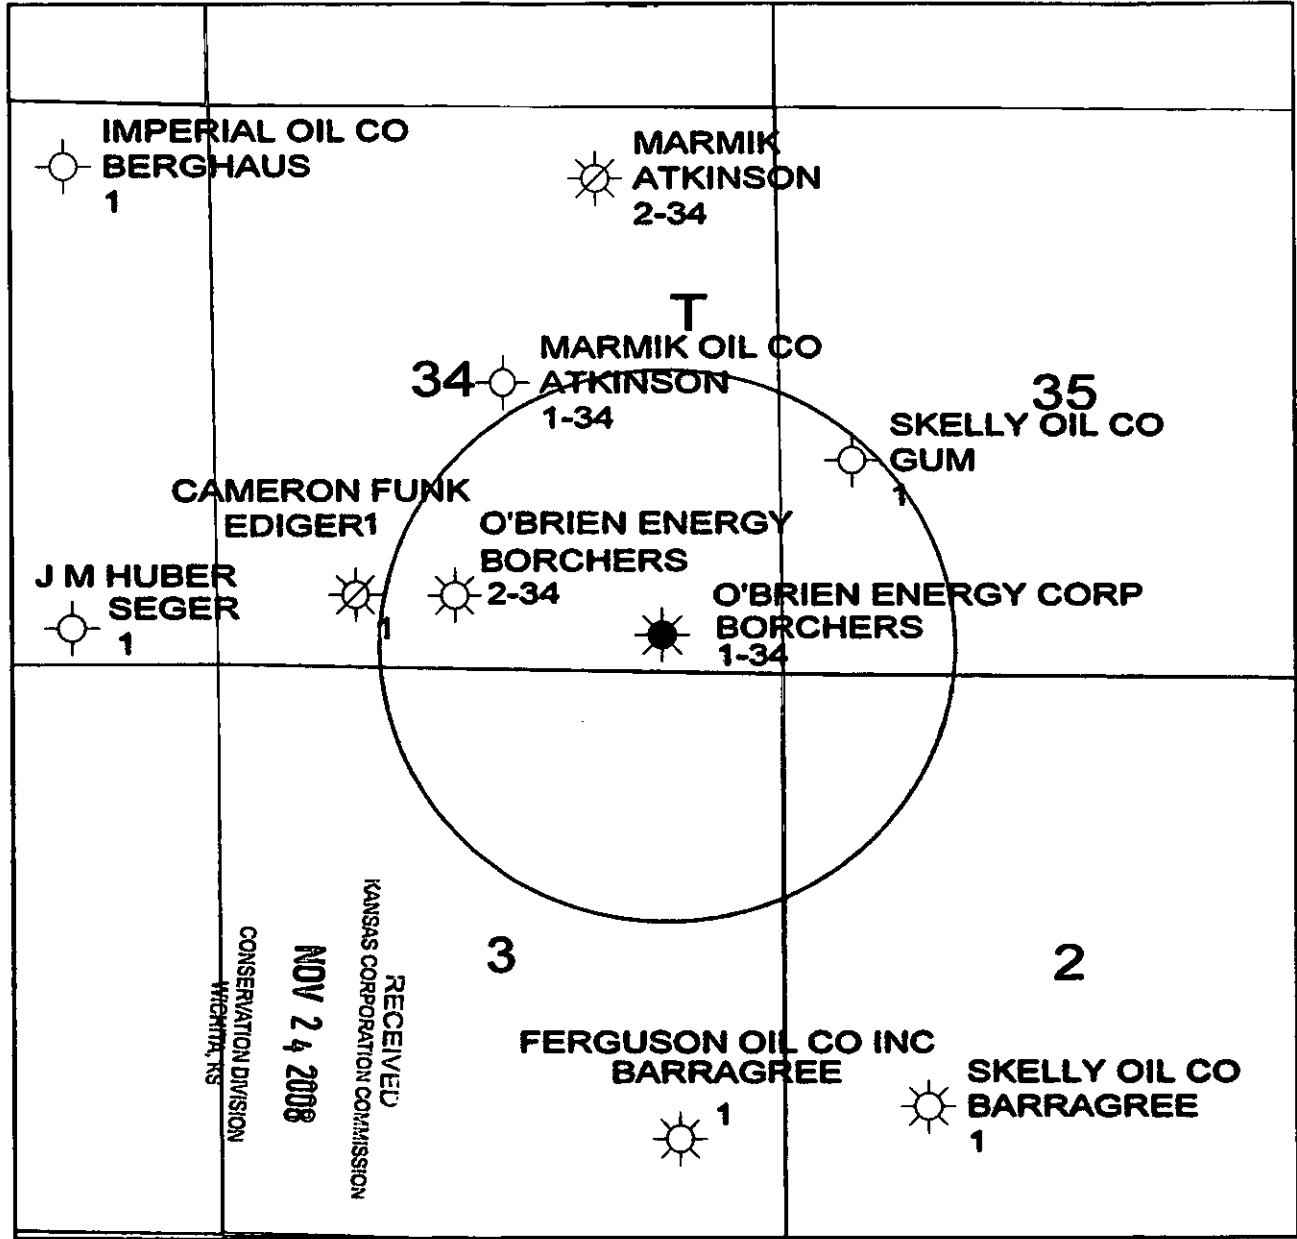 IMPERIAL OIL CO
BERGHAUS
1
MARMIK
ATKINSON
2-34
T
34
MARMIK OIL CO
ATKINSON
1-34
35
SKELLY OIL CO
GUM
1
CAMERON FUNK
EDIGER1
1
O'BRIEN ENERGY
BORCHERS
2-34
J M HUBER
SEGER
1
O'BRIEN ENERGY CORP
BORCHERS
1-34
3
2
RECEIVED
KANSAS CORPORATION COMMISSION
NOV 24 2008
CONSERVATION DIVISION
WICHITA, KS
FERGUSON OIL CO INC
BARRAGREE
1
SKELLY OIL CO
BARRAGREE
1